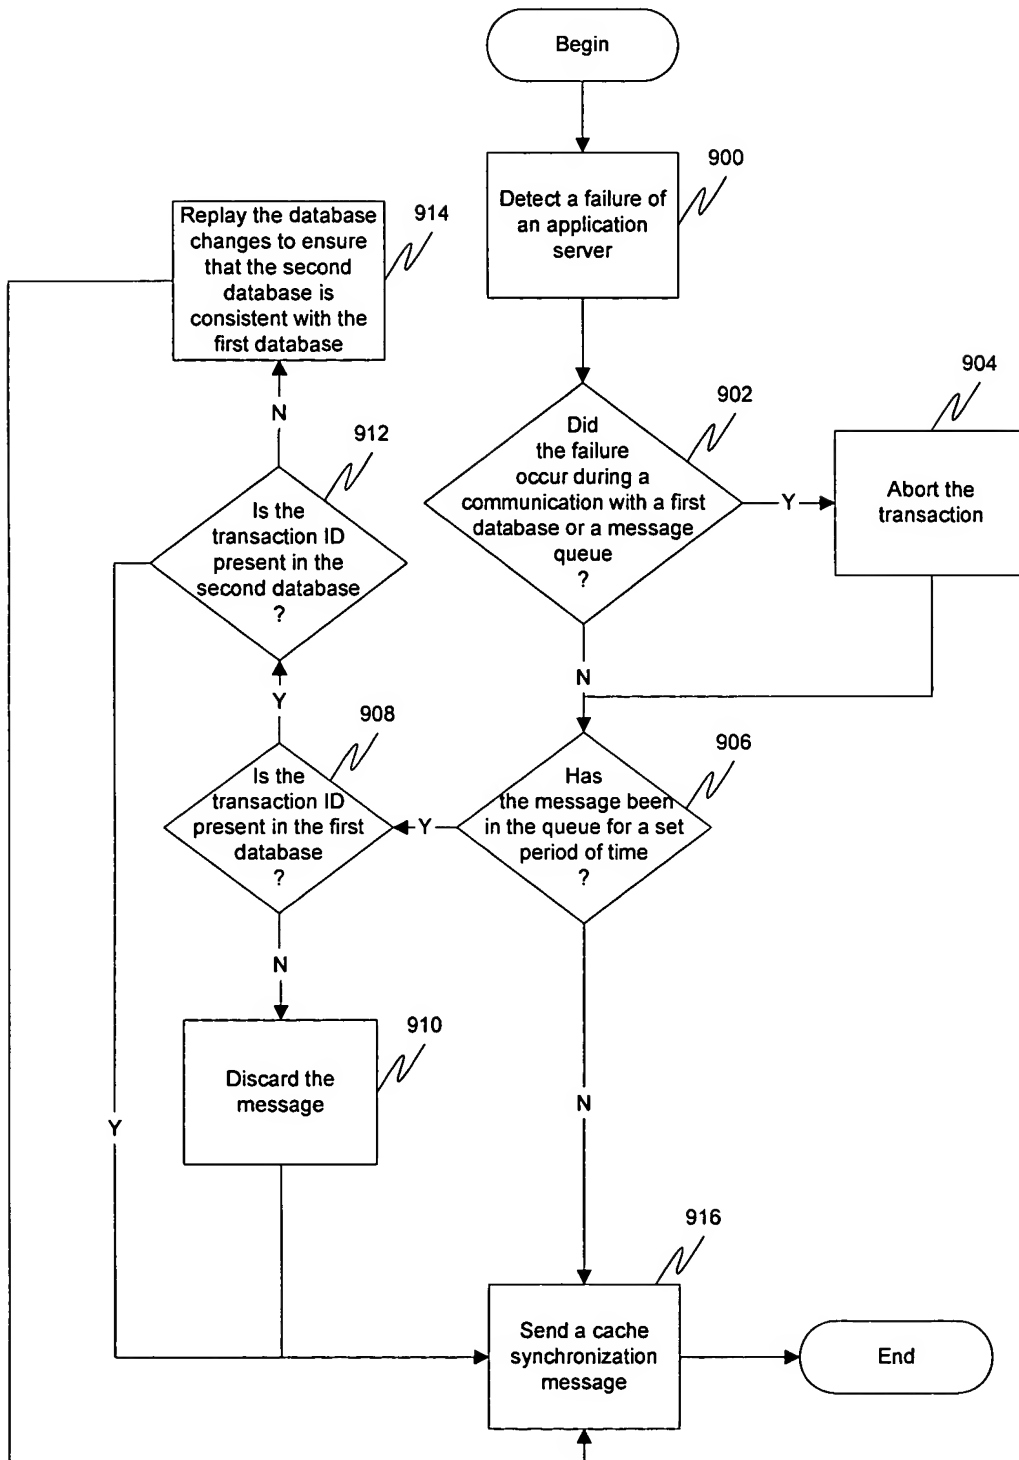 Begin
900
Detect a failure of
an application
server
Replay the database
changes to ensure
that the second
database is
consistent with the
first database
914
902
Did
the failure
occur during a
communication with a first
database or a message
queue
?
Y
904
Abort the
transaction
N
912
Is the
transaction ID
present in the
second database
?
N
Y
908
Is the
transaction ID
present in the first
database
?
Y
906
Has
the message been
in the queue for a set
period of time
?
N
910
Discard the
message
Y
N
916
Send a cache
synchronization
message
End